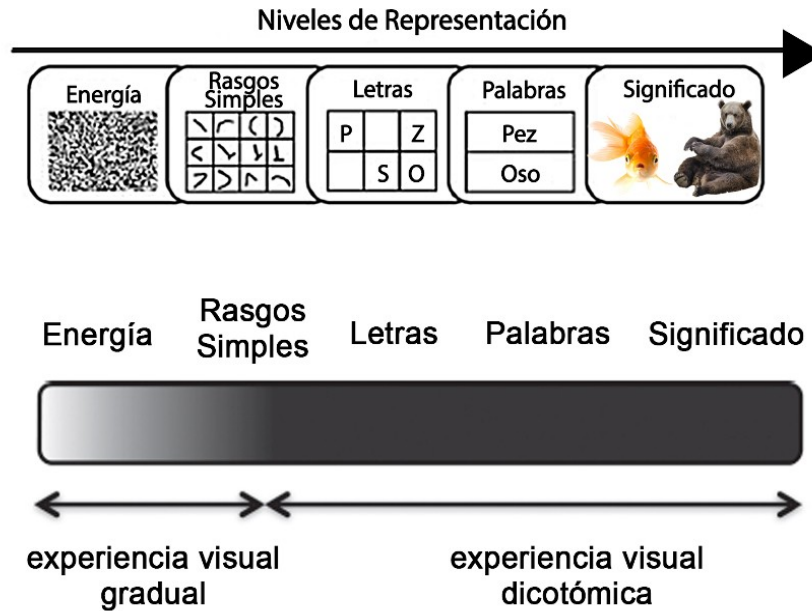 Niveles de Representación
Energía
Rasgos
Simples
Letras
Palabras
Significado
P Z
S O
Pez
Oso
Energía
Rasgos
Simples
Letras
Palabras
Significado
experiencia visual
gradual
experiencia visual
dicotómica